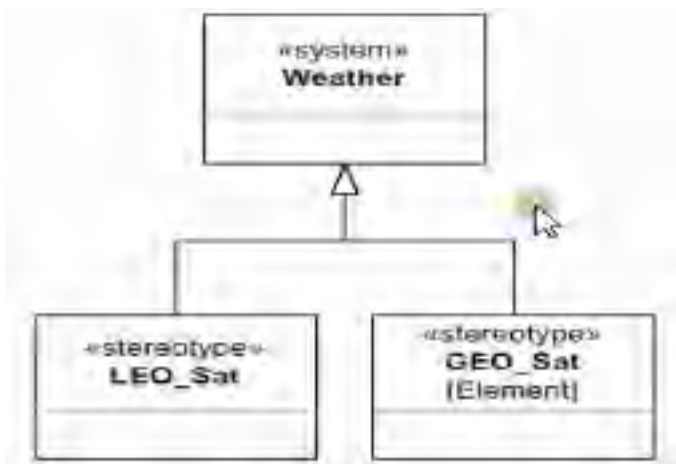 «system»
Weather
«stereotype»
LEO_Sat
«stereotype»
GEO_Sat
[Element]